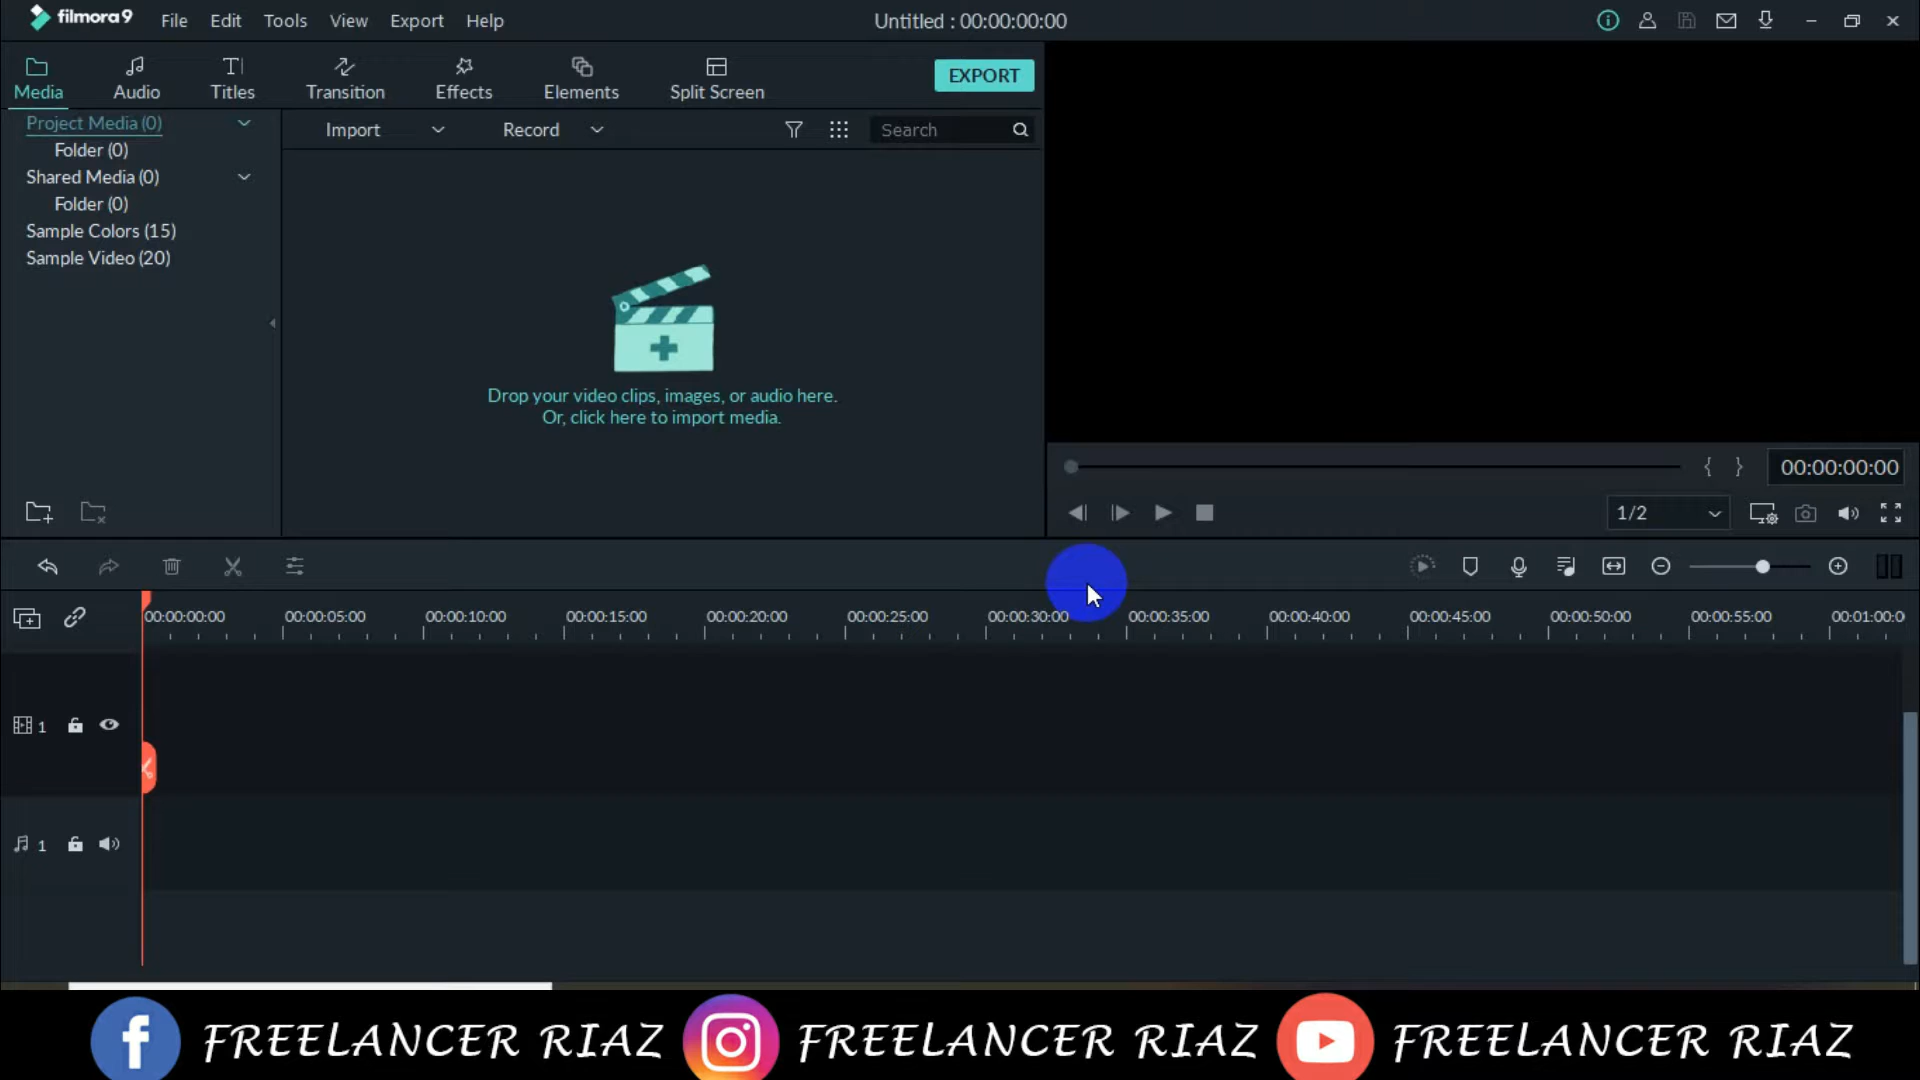 filmora9 File Edit Tools View Export Help Untitled : 00:00:00:00
Media Audio Titles Transition Effects Elements Split Screen EXPORT
Project Media (0)
Folder (0)
Shared Media (0)
Folder (0)
Sample Colors (15)
Sample Video (20)
Import Record Search
Drop your video clips, images, or audio here.
Or, click here to import media.
{ } 00:00:00:00
1/2
00:00:00:00 00:00:05:00 00:00:10:00 00:00:15:00 00:00:20:00 00:00:25:00 00:00:30:00 00:00:35:00 00:00:40:00 00:00:45:00 00:00:50:00 00:00:55:00 00:01:00:0
1
1
FREELANCER RIAZ FREELANCER RIAZ FREELANCER RIAZ